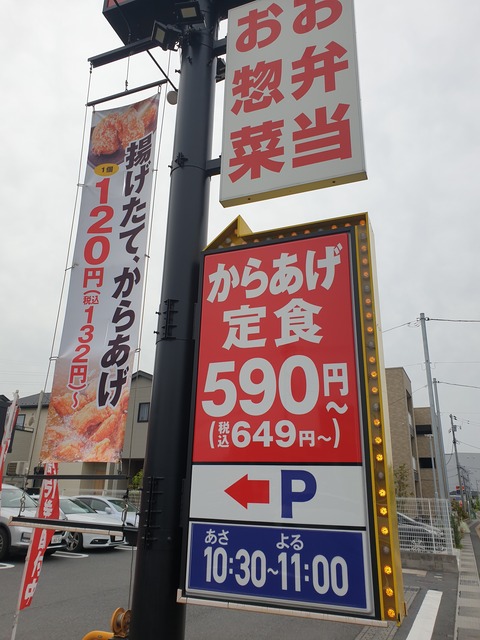 お弁当
お惣菜
揚げたて、からあげ
1個
120円(税込132円)~
からあげ
定食
590円~
(税込649円~)
←P
あさ よる
10:30~11:00